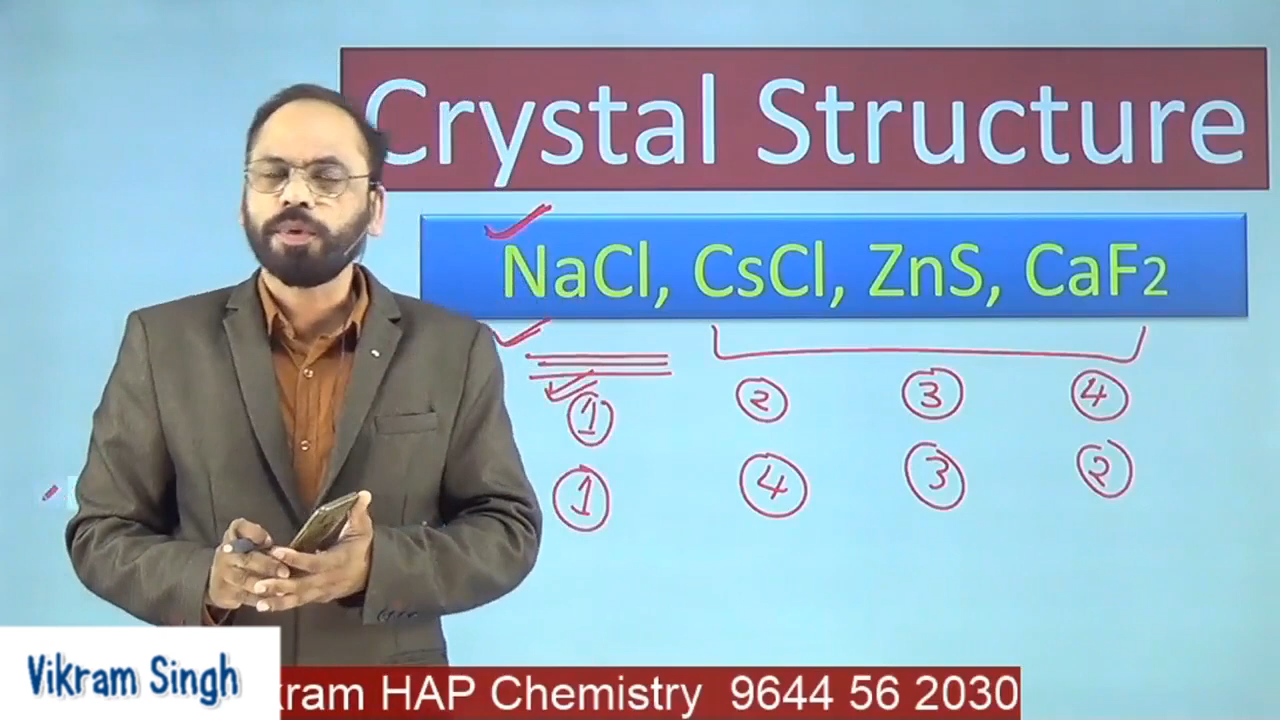 Crystal Structure
NaCl, CsCl, ZnS, CaF2
1 2 3 4
1 4 3 2
Vikram Singh
kram HAP Chemistry 9644 56 2030